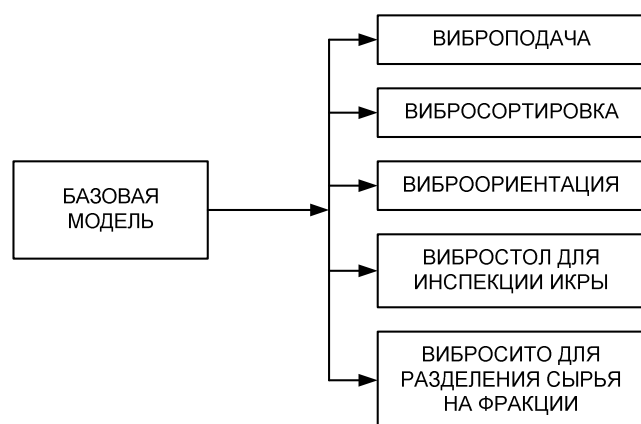 БАЗОВАЯ
МОДЕЛЬ
ВИБРОПОДАЧА
ВИБРОСОРТИРОВКА
ВИБРООРИЕНТАЦИЯ
ВИБРОСТОЛ ДЛЯ
ИНСПЕКЦИИ ИКРЫ
ВИБРОСИТО ДЛЯ
РАЗДЕЛЕНИЯ СЫРЬЯ
НА ФРАКЦИИ